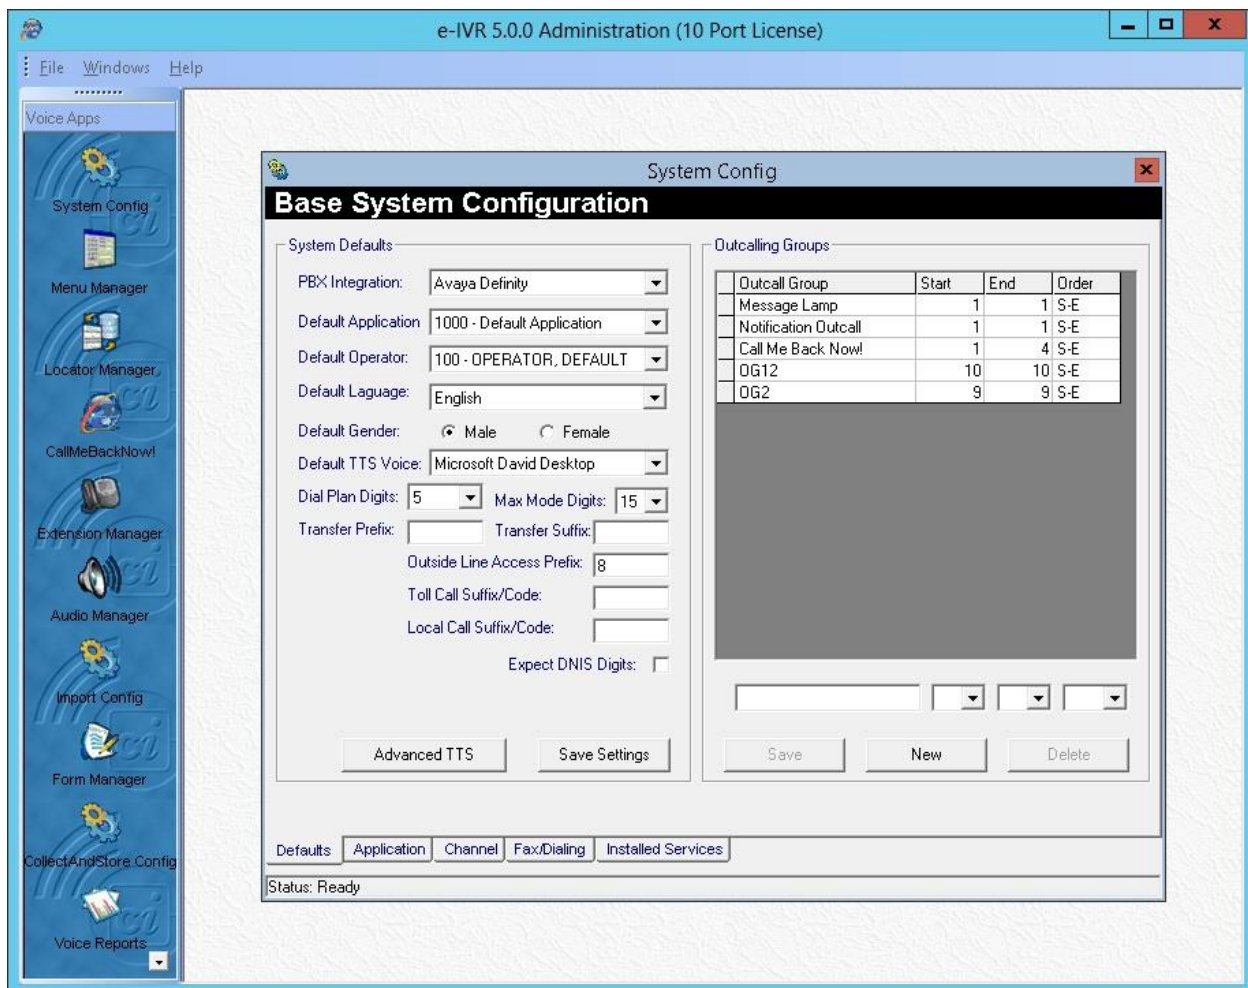 e-IVR 5.0.0 Administration (10 Port License)
File Windows Help
Voice Apps
System Config
Menu Manager
Locator Manager
CallMeBackNow!
Extension Manager
Audio Manager
Import Config
Form Manager
CollectAndStore Config
Voice Reports
System Config
Base System Configuration
System Defaults
PBX Integration: Avaya Definity
Default Application 1000 - Default Application
Default Operator: 100 - OPERATOR, DEFAULT
Default Laguage: English
Default Gender: Male Female
Default TTS Voice: Microsoft David Desktop
Dial Plan Digits: 5 Max Mode Digits: 15
Transfer Prefix: Transfer Suffix:
Outside Line Access Prefix: 8
Toll Call Suffix/Code:
Local Call Suffix/Code:
Expect DNIS Digits:
Advanced TTS Save Settings
Outcalling Groups
Outcall Group Start End Order
Message Lamp 1 1 S-E
Notification Outcall 1 1 S-E
Call Me Back Now! 1 4 S-E
OG12 10 10 S-E
OG2 9 9 S-E
Save New Delete
Defaults Application Channel Fax/Dialing Installed Services
Status: Ready